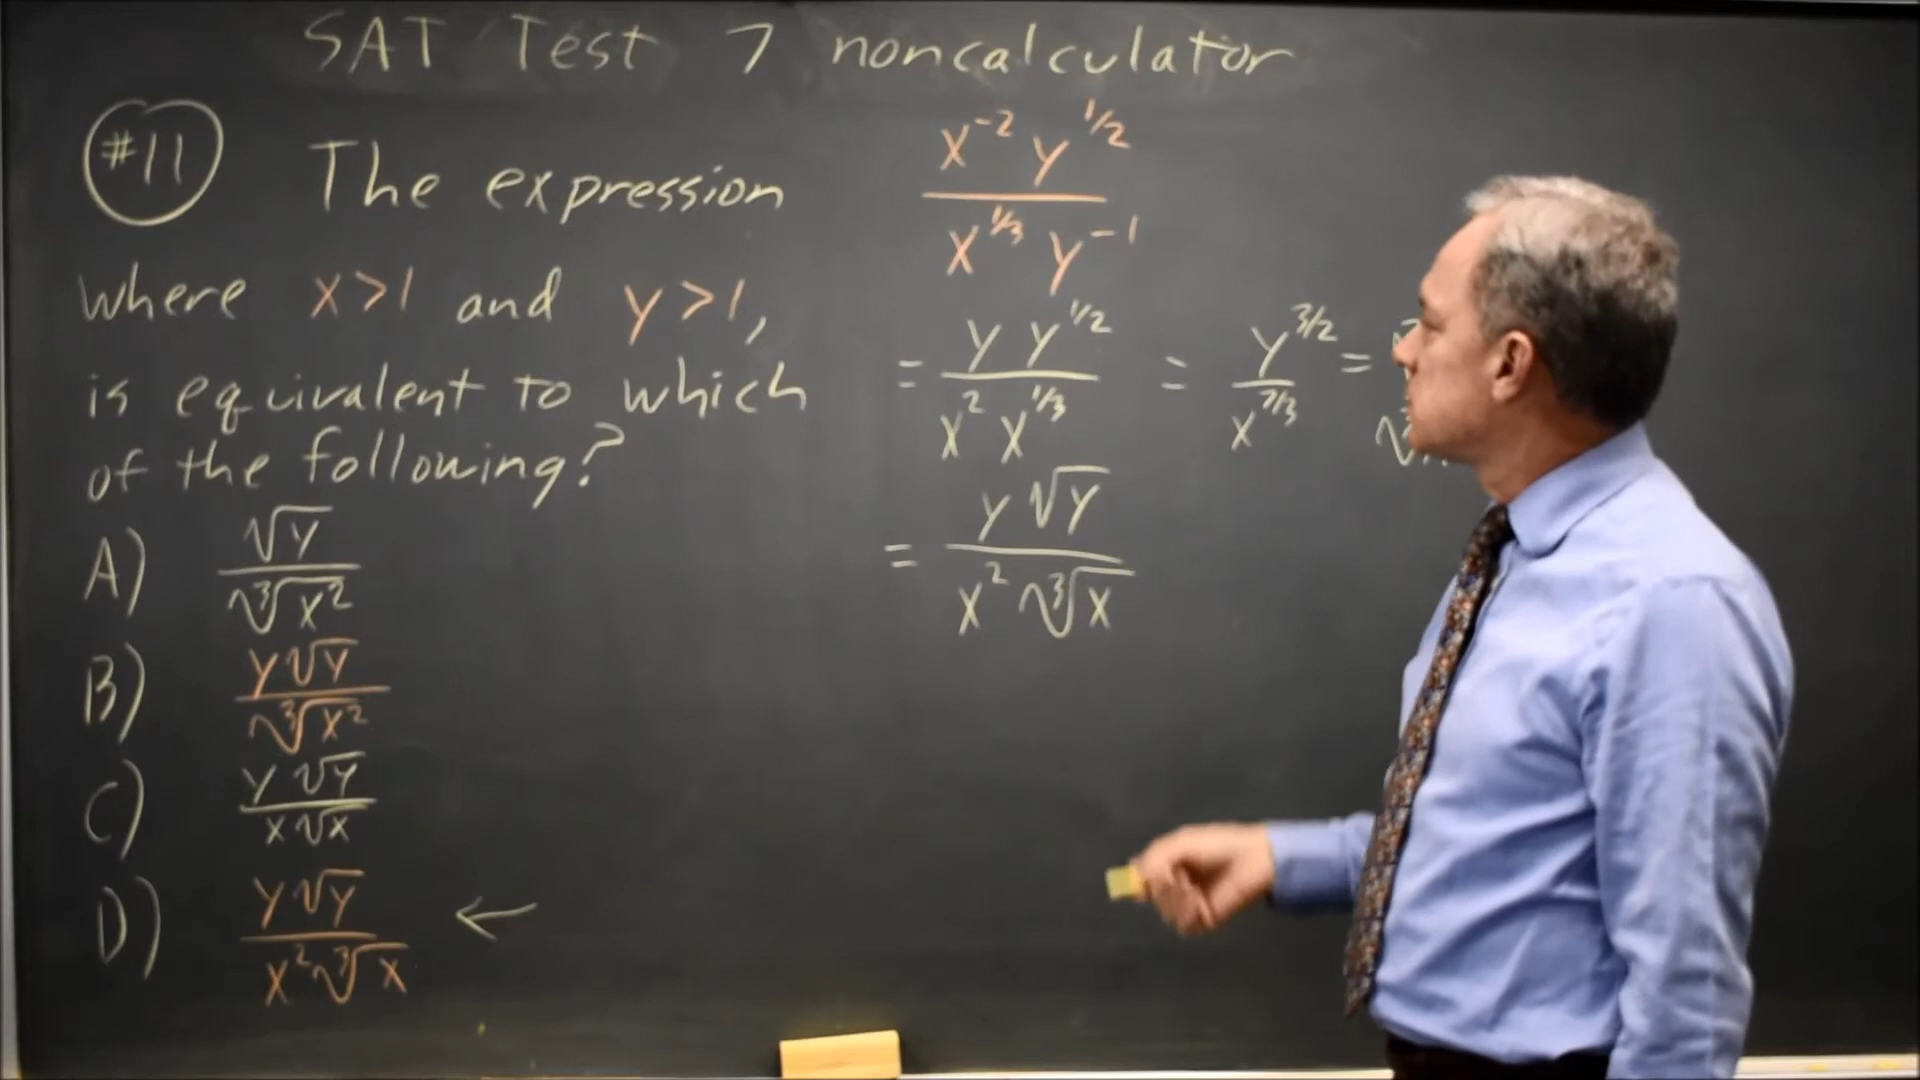 SAT Test 7 noncalculator
#11 The expression x⁻² y^1/2 / x^1/3 y⁻¹
where x>1 and y>1,
is equivalent to which
of the following?
A) √y / ∛x²
B) y√y / ∛x²
C) y√y / x√x
D) y√y / x²∛x ←
= y y^1/2 / x² x^1/3 = y^3/2 / x^7/3 =
= y√y / x²∛x